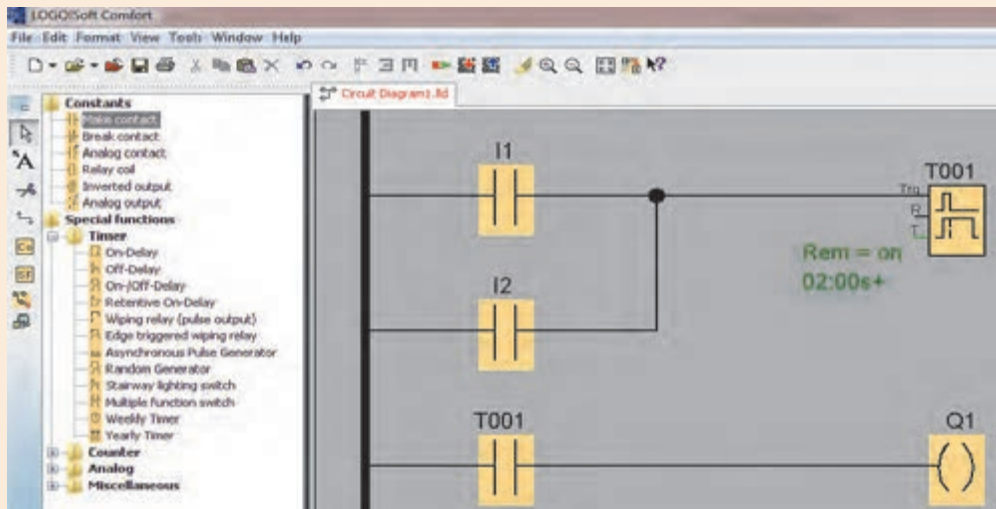 LOGO!Soft Comfort
File Edit Format View Tools Window Help
Circuit Diagram1.lld
Constants
Make contact
Break contact
Analog contact
Relay coil
Inverted output
Analog output
Special functions
Timer
On-Delay
Off-Delay
On-/Off-Delay
Retentive On-Delay
Wiping relay (pulse output)
Edge triggered wiping relay
Asynchronous Pulse Generator
Random Generator
Stairway lighting switch
Multiple function switch
Weekly Timer
Yearly Timer
Counter
Analog
Miscellaneous
I1
T001
Trg
R
T
Rem = on
02:00s+
I2
T001
Q1